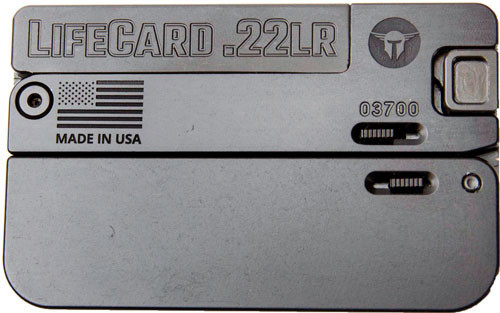 LIFECARD .22LR
03700
MADE IN USA